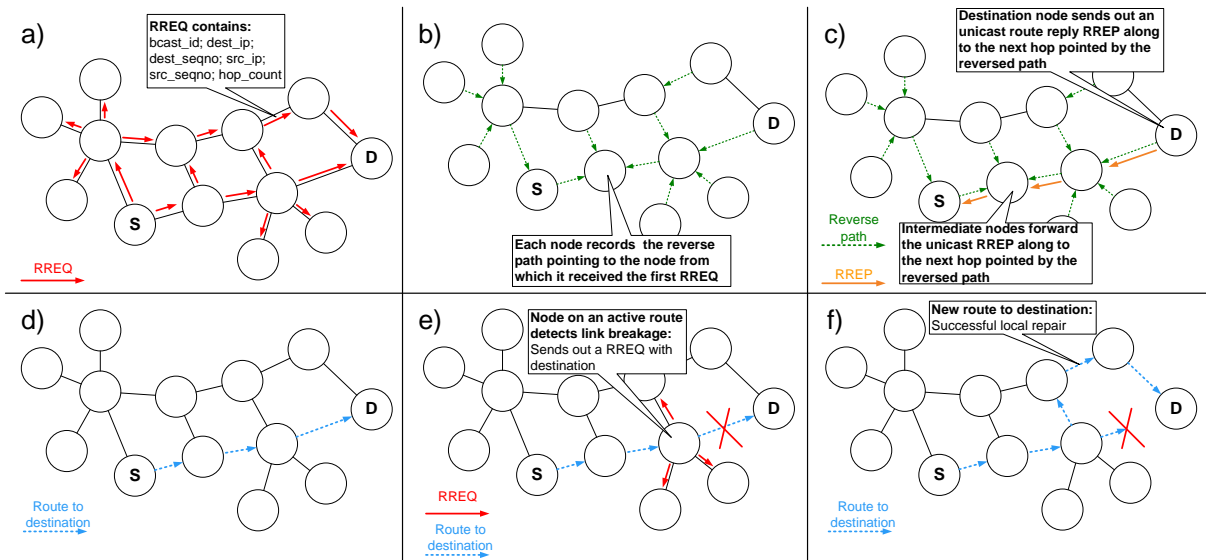 a)
RREQ contains:
bcast_id; dest_ip;
dest_seqno; src_ip;
src_seqno; hop_count
D
S
RREQ
b)
D
S
Each node records  the reverse
path pointing to the node from
which it received the first RREQ
c)
Destination node sends out an
unicast route reply RREP along
to the next hop pointed by the
reversed path
D
S
Reverse
path
RREP
Intermediate nodes forward
the unicast RREP along to
the next hop pointed by the
reversed path
d)
D
S
Route to
destination
e)
Node on an active route
detects link breakage:
Sends out a RREQ with
destination
D
S
RREQ
Route to
destination
f)
New route to destination:
Successful local repair
D
S
Route to
destination